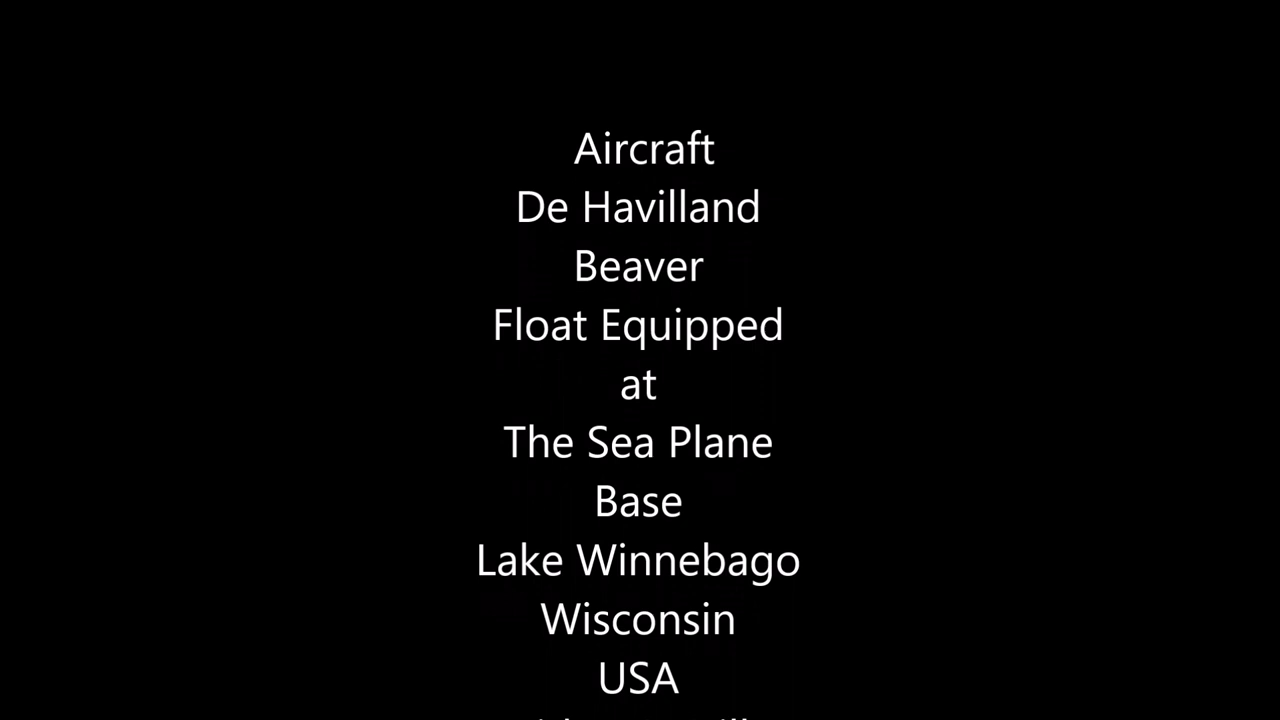 Aircraft
De Havilland
Beaver
Float Equipped
at
The Sea Plane
Base
Lake Winnebago
Wisconsin
USA